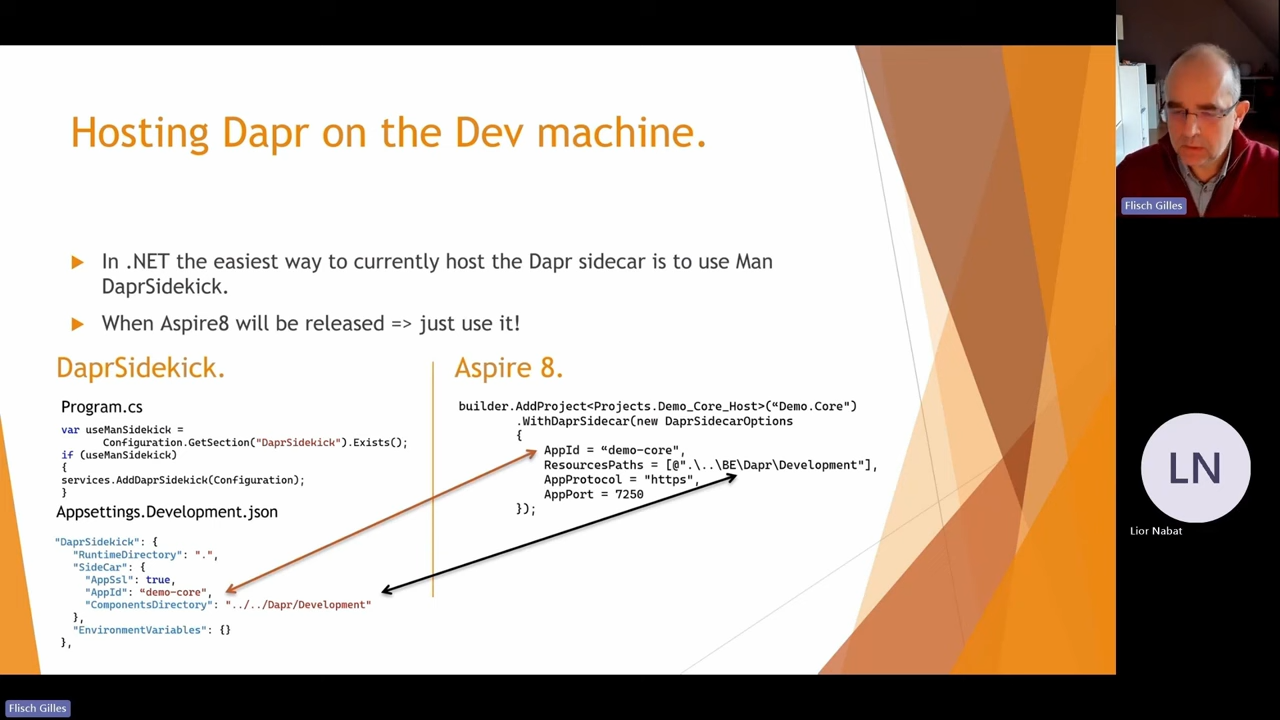 Hosting Dapr on the Dev machine.
In .NET the easiest way to currently host the Dapr sidecar is to use Man
DaprSidekick.
When Aspire8 will be released => just use it!
DaprSidekick.
Program.cs
var useManSidekick =
Configuration.GetSection("DaprSidekick").Exists();
if (useManSidekick)
{
services.AddDaprSidekick(Configuration);
}
Appsettings.Development.json
"DaprSidekick": {
"RuntimeDirectory": ".",
"SideCar": {
"AppSsl": true,
"AppId": “demo-core",
"ComponentsDirectory": "../../Dapr/Development"
},
"EnvironmentVariables": {}
},
Aspire 8.
builder.AddProject<Projects.Demo_Core_Host>(“Demo.Core")
.WithDaprSidecar(new DaprSidecarOptions
{
AppId = “demo-core",
ResourcesPaths = [@".\..\BE\Dapr\Development"],
AppProtocol = "https",
AppPort = 7250
});
Flisch Gilles
LN
Lior Nabat
Flisch Gilles